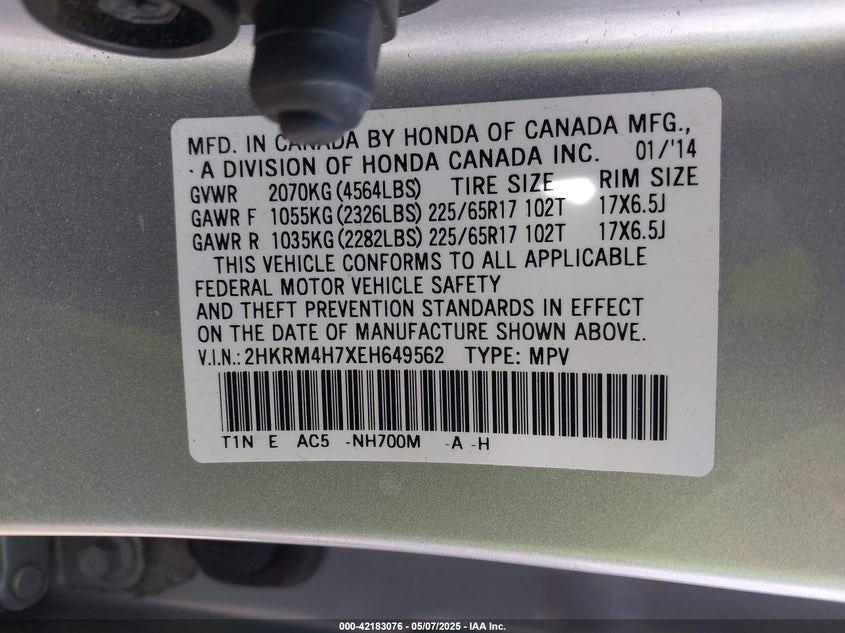 MFD. IN CANADA BY HONDA OF CANADA MFG.,
· A DIVISION OF HONDA CANADA INC. 01/'14
GVWR 2070KG (4564LBS) TIRE SIZE RIM SIZE
GAWR F 1055KG (2326LBS) 225/65R17 102T 17X6.5J
GAWR R 1035KG (2282LBS) 225/65R17 102T 17X6.5J
THIS VEHICLE CONFORMS TO ALL APPLICABLE
FEDERAL MOTOR VEHICLE SAFETY
AND THEFT PREVENTION STANDARDS IN EFFECT
ON THE DATE OF MANUFACTURE SHOWN ABOVE.
V.I.N.: 2HKRM4H7XEH649562 TYPE: MPV
T1N E AC5 -NH700M -A -H
000-42183076 — 05/07/2025 — IAA Inc.